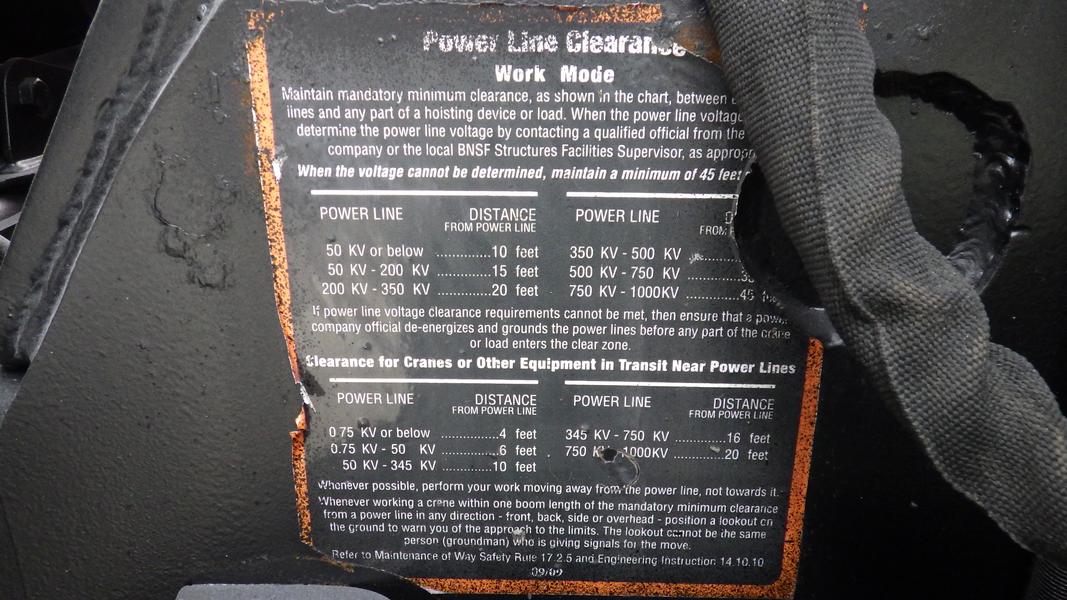 Power Line Clearance
Work Mode
Maintain mandatory minimum clearance, as shown in the chart, between
lines and any part of a hoisting device or load. When the power line voltage
determine the power line voltage by contacting a qualified official from the
company or the local BNSF Structures Facilities Supervisor, as
When the voltage cannot be determined, maintain a minimum of 45 feet
POWER LINE DISTANCE POWER LINE
FROM POWER LINE
50 KV or below ..............10 feet 350 KV - 500 KV
50 KV - 200 KV ..............15 feet 500 KV - 750 KV
200 KV - 350 KV ..............20 feet 750 KV - 1000KV ..............45
If power line voltage clearance requirements cannot be met, then ensure that a power
company official de-energizes and grounds the power lines before any part of the crane
or load enters the clear zone.
Clearance for Cranes or Other Equipment in Transit Near Power Lines
POWER LINE DISTANCE POWER LINE DISTANCE
FROM POWER LINE FROM POWER LINE
0.75 KV or below ..............4 feet 345 KV - 750 KV ..............16 feet
0.75 KV - 50 KV ..............6 feet 750 KV - 1000KV ..............20 feet
50 KV - 345 KV ..............10 feet
Whenever possible, perform your work moving away from the power line, not towards it.
Whenever working a crane within one boom length of the mandatory minimum clearance
from a power line in any direction - front, back, side or overhead - position a lookout on
the ground to warn you of the approach to the limits. The lookout cannot be the same
person (groundman) who is giving signals for the move.
Refer to Maintenance of Way Safety Rule 17.2.5 and Engineering Instruction 14.10.10
09/09